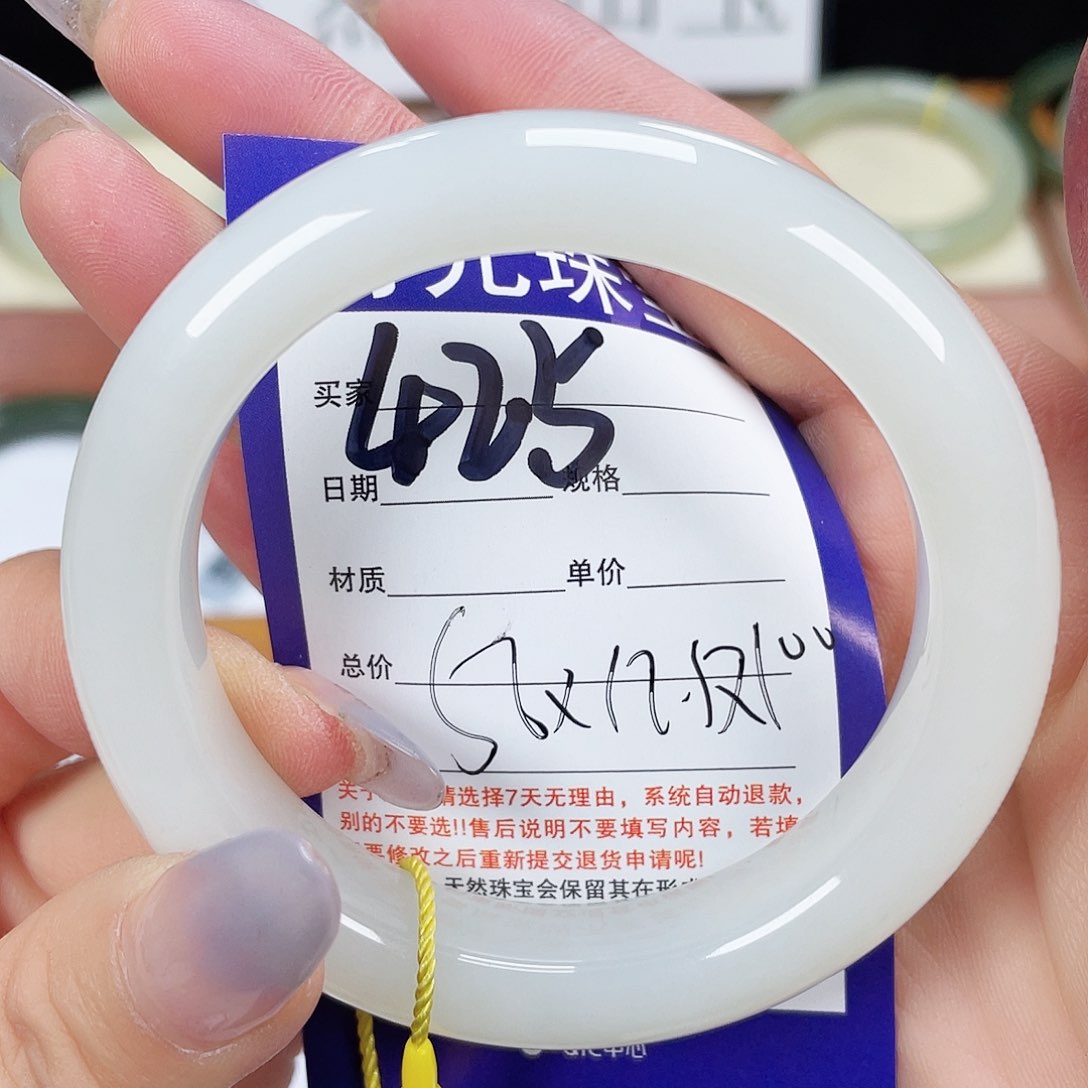 元珠宝
425
买家
日期 规格
材质 单价
总价
56x12.
请选择7天无理由，系统自动退款，
别的不要选!!售后说明不要填写内容，若填
要修改之后重新提交退货申请呢!
天然珠宝会保留其在形